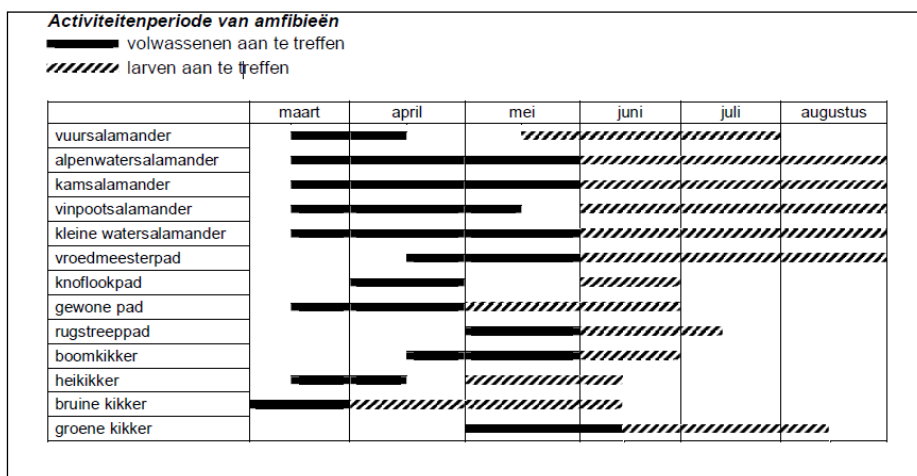 Activiteitenperiode van amfibieën
volwassenen aan te treffen
larven aan te treffen
maart april mei juni juli augustus
vuursalamander
alpenwatersalamander
kamsalamander
vinpootsalamander
kleine watersalamander
vroedmeesterpad
knoflookpad
gewone pad
rugstreeppad
boomkikker
heikikker
bruine kikker
groene kikker